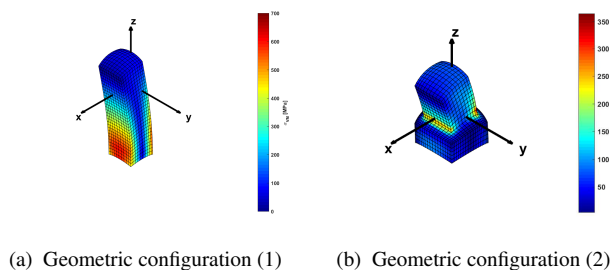 z
x
y
700
600
500
400
300
200
100
0
[MPa]
z
x
y
350
300
250
200
150
100
50
(a) Geometric configuration (1)
(b) Geometric configuration (2)